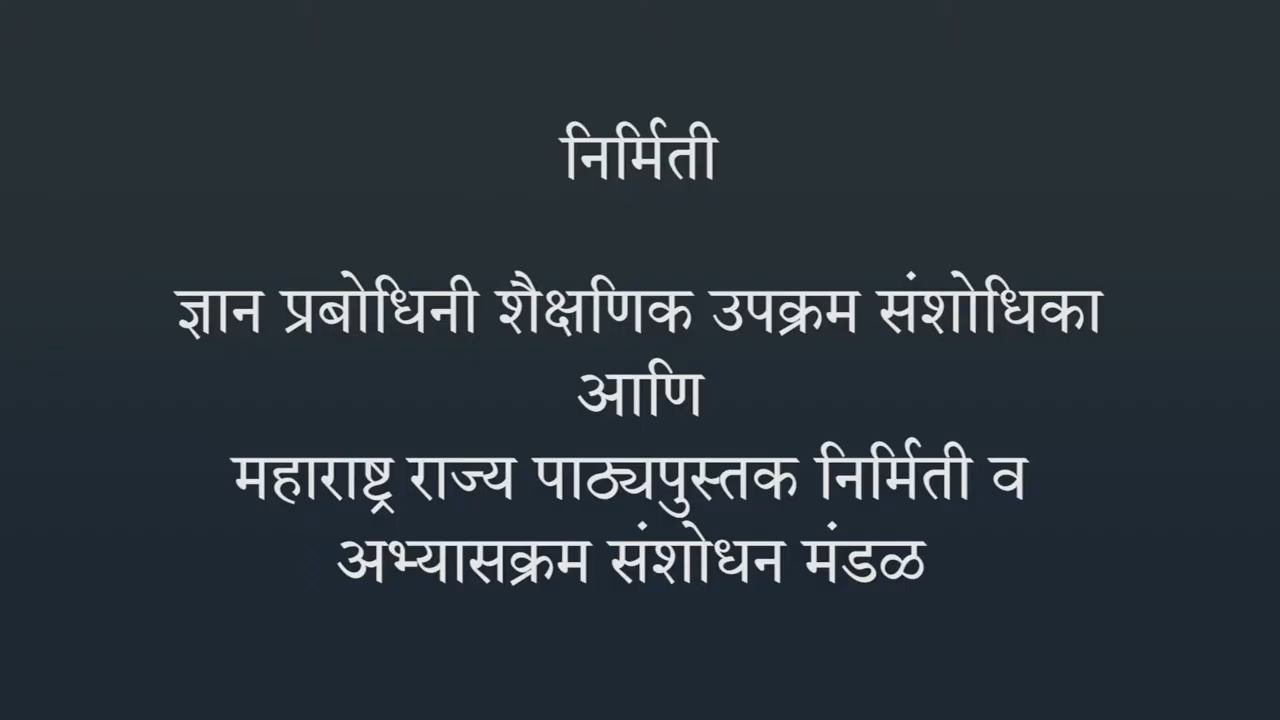 निर्मिती
ज्ञान प्रबोधिनी शैक्षणिक उपक्रम संशोधिका
आणि
महाराष्ट्र राज्य पाठ्यपुस्तक निर्मिती व
अभ्यासक्रम संशोधन मंडळ